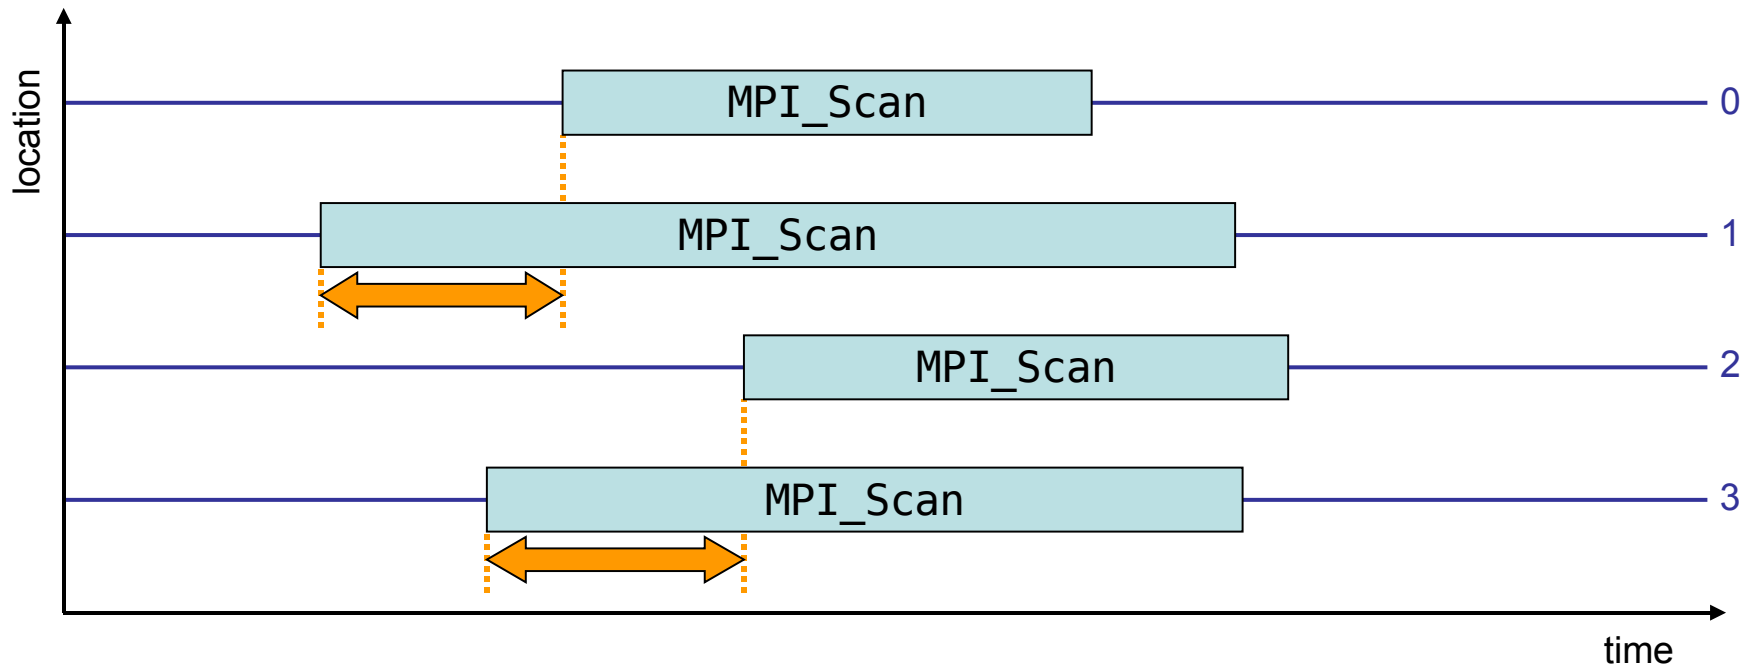 location
MPI_Scan 0
MPI_Scan 1
MPI_Scan 2
MPI_Scan 3
time